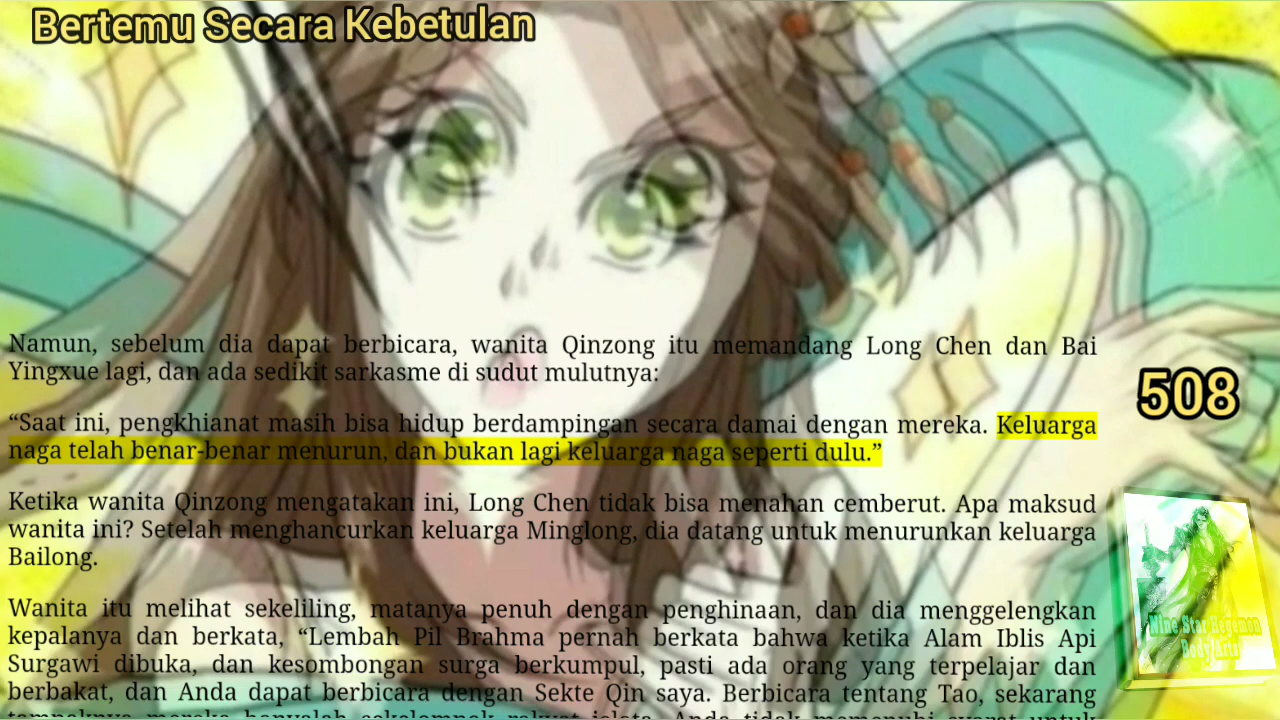 Bertemu Secara Kebetulan
Namun, sebelum dia dapat berbicara, wanita Qinzong itu memandang Long Chen dan Bai
Yingxue lagi, dan ada sedikit sarkasme di sudut mulutnya:
“Saat ini, pengkhianat masih bisa hidup berdampingan secara damai dengan mereka. Keluarga
naga telah benar-benar menurun, dan bukan lagi keluarga naga seperti dulu.”
508
Ketika wanita Qinzong mengatakan ini, Long Chen tidak bisa menahan cemberut. Apa maksud
wanita ini? Setelah menghancurkan keluarga Minglong, dia datang untuk menurunkan keluarga
Bailong.
Wanita itu melihat sekeliling, matanya penuh dengan penghinaan, dan dia menggelengkan
kepalanya dan berkata, “Lembah Pil Brahma pernah berkata bahwa ketika Alam Iblis Api
Surgawi dibuka, dan kesombongan surga berkumpul, pasti ada orang yang terpelajar dan
berbakat, dan Anda dapat berbicara dengan Sekte Qin saya. Berbicara tentang Tao, sekarang
Nine Star Hegemon
Body Arts